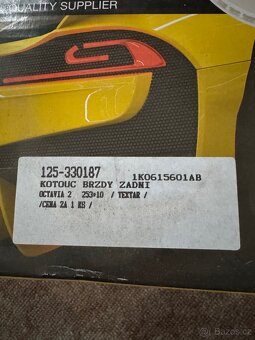 QUALITY SUPPLIER
125-330187 1K0615601AB
KOTOUC BRZDY ZADNI
OCTAVIA 2 253*10 / TEXTAR /
/CENA ZA 1 KS /